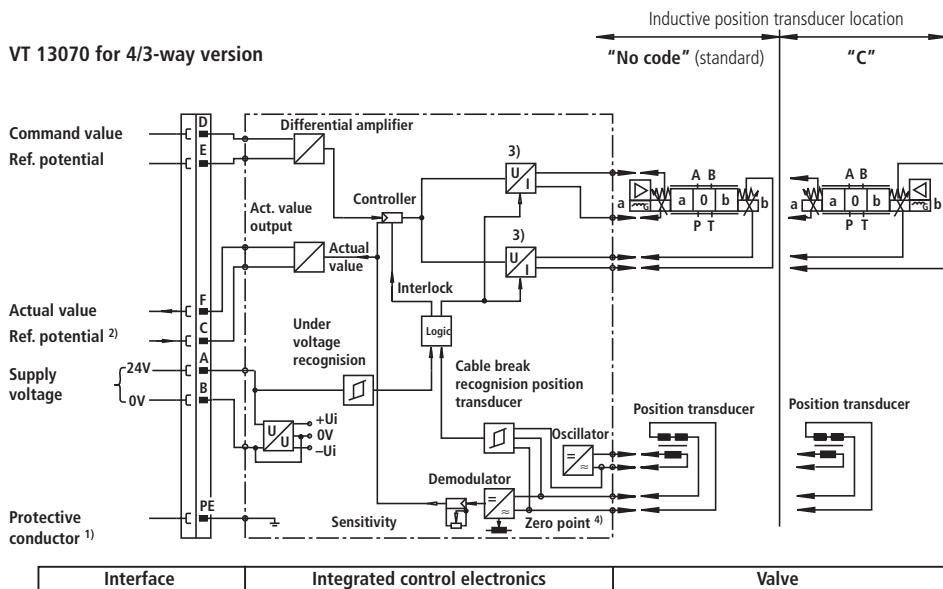 Inductive position transducer location
VT 13070 for 4/3-way version
"No code" (standard)
"C"
Command value
Ref. potential
D
E
Differential amplifier
3)
U
I
Controller
Act. value
output
Actual
value
3)
U
I
Interlock
Logic
A B
a
a 0 b
b
G
P T
A B
a
a 0 b
b
G
P T
Actual value
Ref. potential 2)
F
C
Supply
voltage
24V
0V
A
B
Under
voltage
recognision
Cable break
recognision position
transducer
U
U
+Ui
0V
–Ui
Oscillator
=
≈
Position transducer
Position transducer
Demodulator
=
≈
Sensitivity
Zero point 4)
Protective
conductor 1)
PE
Interface
Integrated control electronics
Valve